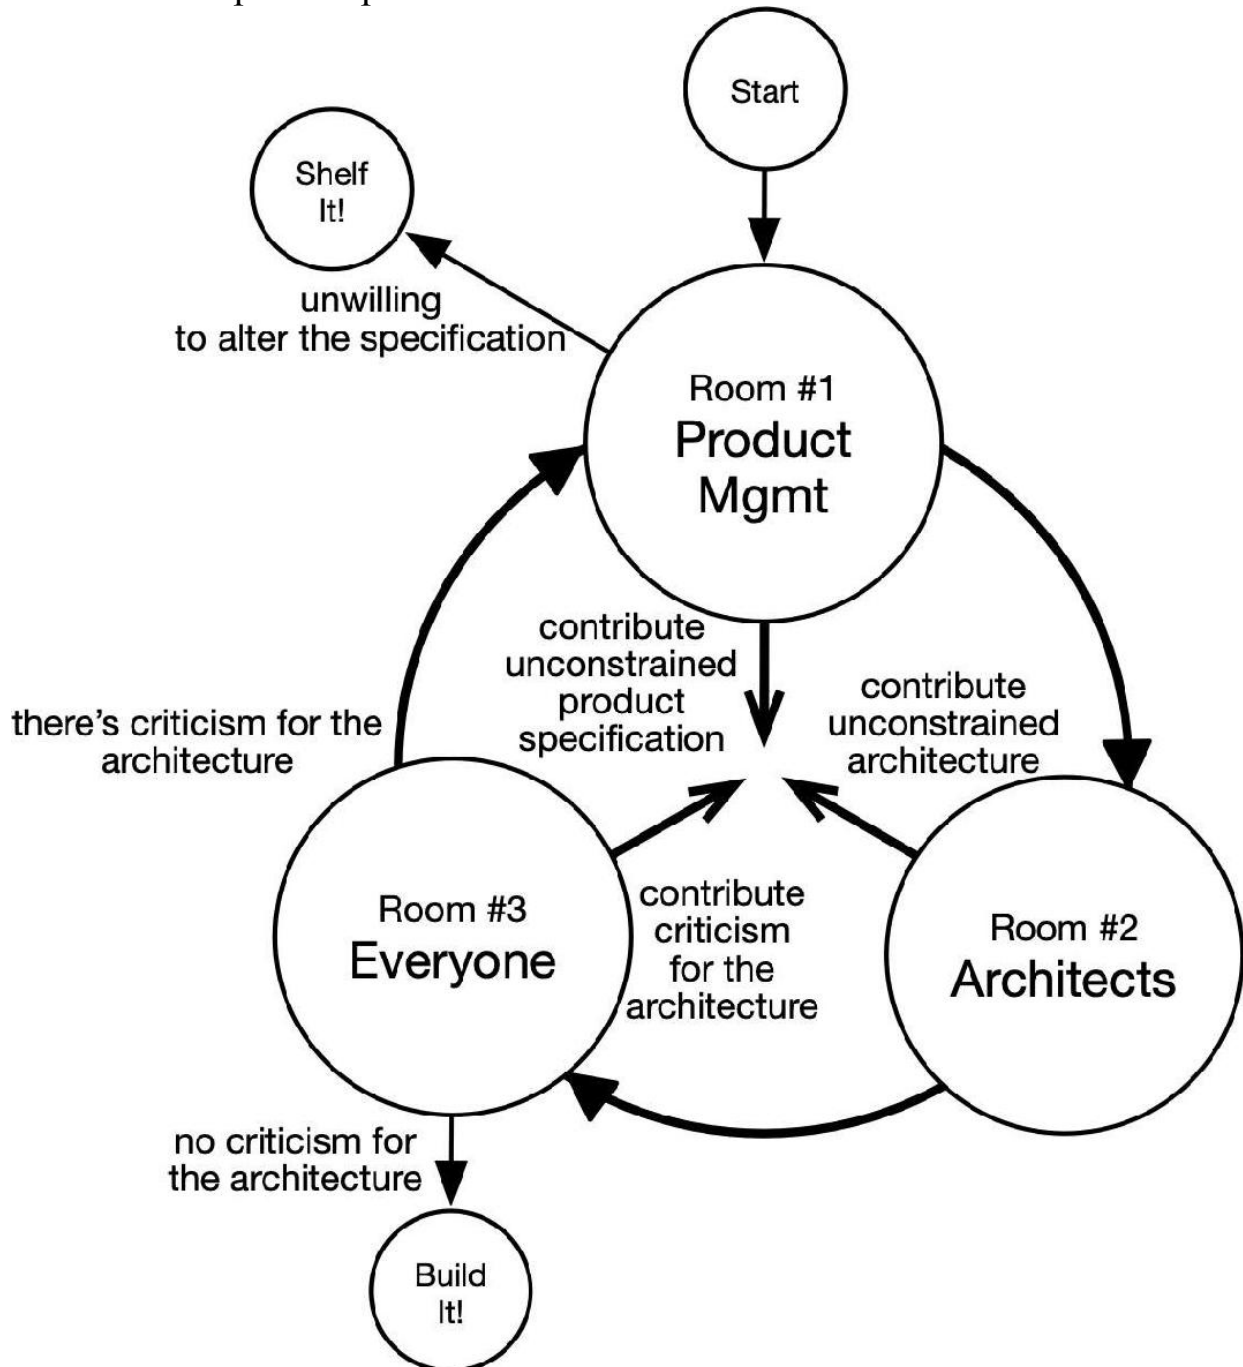 Start
Shelf
It!
unwilling
to alter the specification
Room #1
Product
Mgmt
contribute
unconstrained
product
specification
contribute
unconstrained
architecture
there's criticism for the
architecture
Room #3
Everyone
contribute
criticism
for the
architecture
Room #2
Architects
no criticism for
the architecture
Build
It!